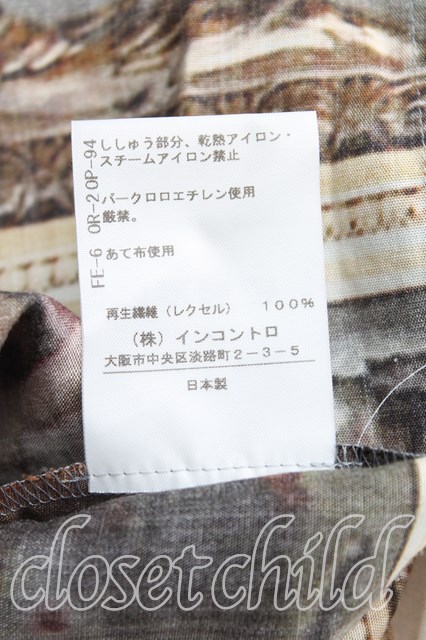 ししゅう部分、乾熱アイロン・
スチームアイロン禁止
パークロロエチレン使用
厳禁。
あて布使用
FE-6 0R-20P-94
再生繊維（レクセル） 100%
（株）インコントロ
大阪市中央区淡路町2-3-5
日本製
closet child